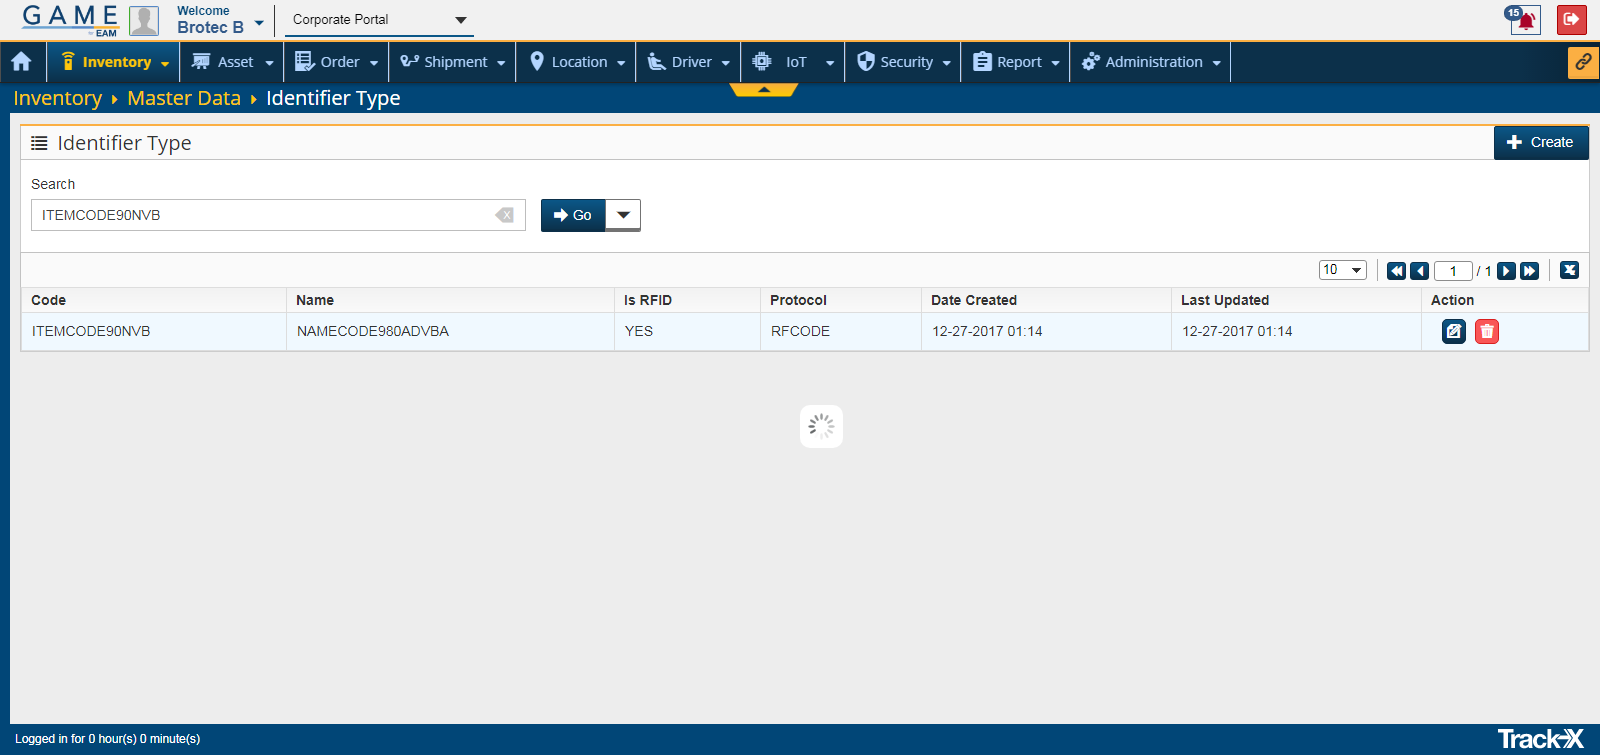 GAME
by EAM
Welcome
Brotec B
Corporate Portal
15
Inventory
Asset
Order
Shipment
Location
Driver
IoT
Security
Report
Administration
Inventory Master Data Identifier Type
Identifier Type
Create
Search
ITEMCODE90NVB
X
Go
10
1 / 1
Code Name Is RFID Protocol Date Created Last Updated Action
ITEMCODE90NVB NAMECODE980ADVBA YES RFCODE 12-27-2017 01:14 12-27-2017 01:14
Logged in for 0 hour(s) 0 minute(s)
Track-X